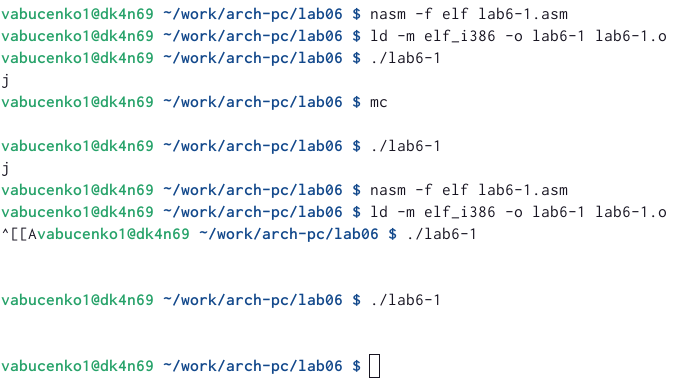 vabucenko1@dk4n69 ~/work/arch-pc/lab06 $ nasm -f elf lab6-1.asm
vabucenko1@dk4n69 ~/work/arch-pc/lab06 $ ld -m elf_i386 -o lab6-1 lab6-1.o
vabucenko1@dk4n69 ~/work/arch-pc/lab06 $ ./lab6-1
j
vabucenko1@dk4n69 ~/work/arch-pc/lab06 $ mc
vabucenko1@dk4n69 ~/work/arch-pc/lab06 $ ./lab6-1
j
vabucenko1@dk4n69 ~/work/arch-pc/lab06 $ nasm -f elf lab6-1.asm
vabucenko1@dk4n69 ~/work/arch-pc/lab06 $ ld -m elf_i386 -o lab6-1 lab6-1.o
^[[Avabucenko1@dk4n69 ~/work/arch-pc/lab06 $ ./lab6-1
vabucenko1@dk4n69 ~/work/arch-pc/lab06 $ ./lab6-1
vabucenko1@dk4n69 ~/work/arch-pc/lab06 $